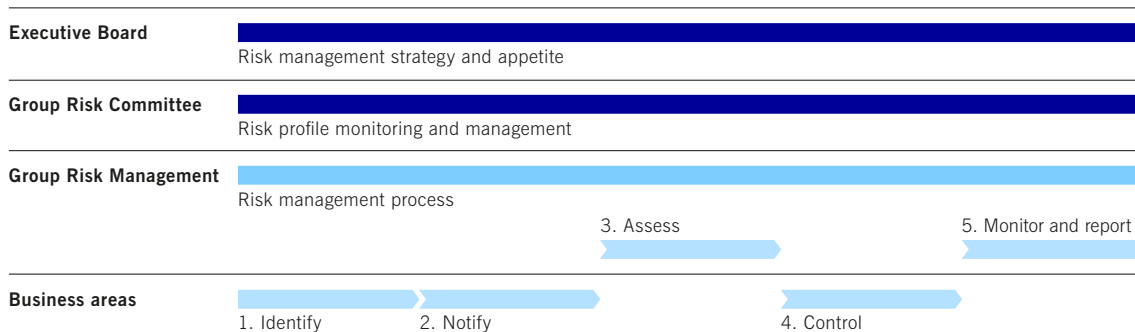 Executive Board
Risk management strategy and appetite
Group Risk Committee
Risk profile monitoring and management
Group Risk Management
Risk management process
3. Assess
5. Monitor and report
Business areas
1. Identify
2. Notify
4. Control